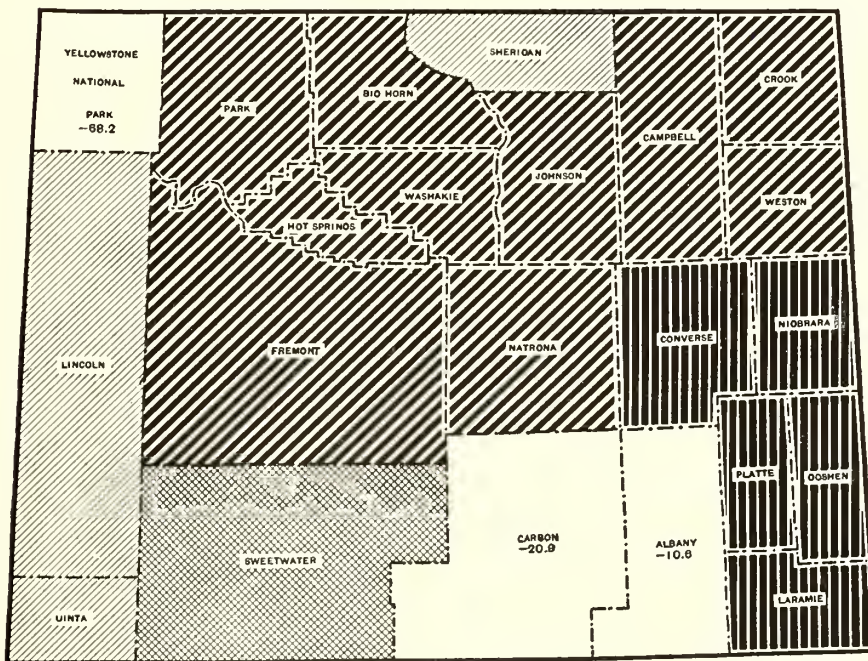 YELLOWSTONE
NATIONAL
PARK
-68.2
PARK
BIG HORN
SHERIDAN
CAMPBELL
CROOK
WASHAKIE
JOHNSON
WESTON
HOT SPRINGS
LINCOLN
FREMONT
NATRONA
CONVERSE
NIOBRARA
PLATTE
GOSHEN
SWEETWATER
CARBON
-20.9
ALBANY
-10.6
UINTA
LARAMIE